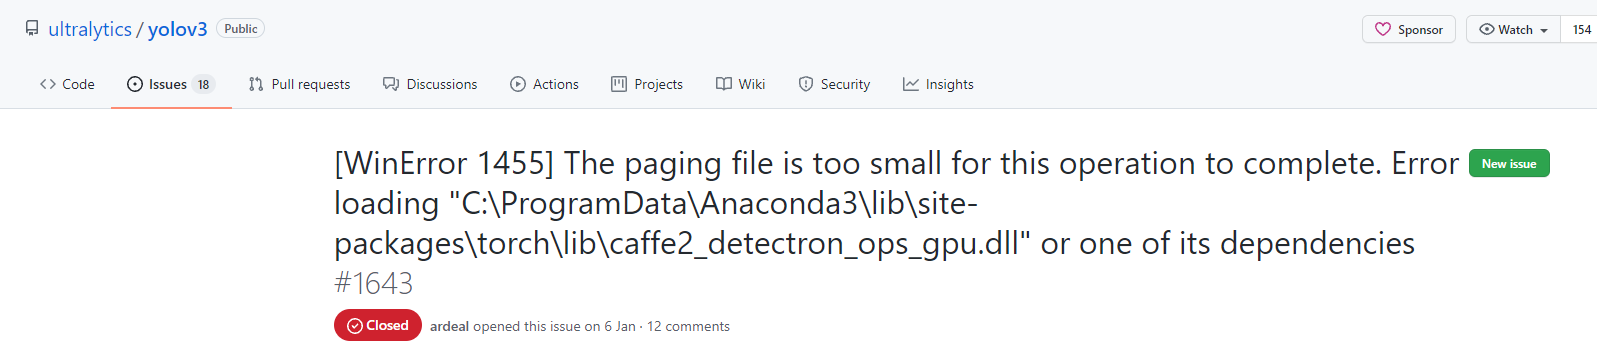 ultralytics / yolov3 Public Sponsor Watch 154
Code Issues 18 Pull requests Discussions Actions Projects Wiki Security Insights
[WinError 1455] The paging file is too small for this operation to complete. Error New issue
loading "C:\ProgramData\Anaconda3\lib\site-
packages\torch\lib\caffe2_detectron_ops_gpu.dll" or one of its dependencies
#1643
Closed ardeal opened this issue on 6 Jan · 12 comments